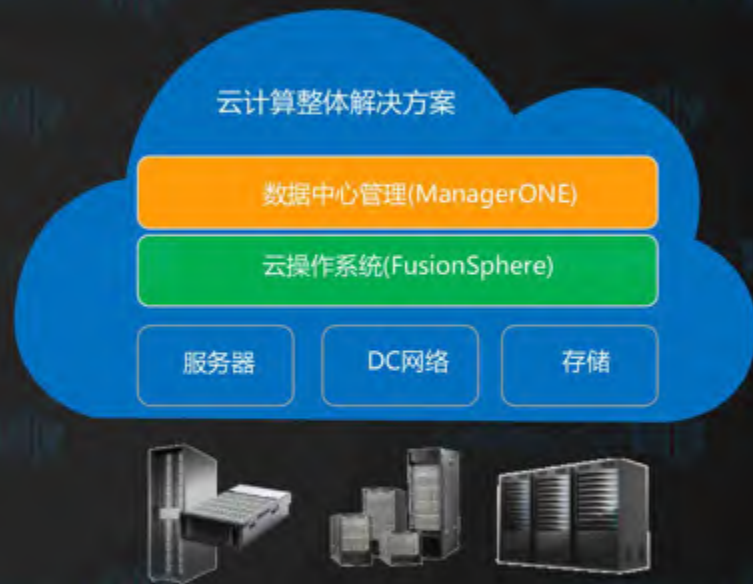 云计算整体解决方案
数据中心管理(ManagerONE)
云操作系统(FusionSphere)
服务器
DC网络
存储